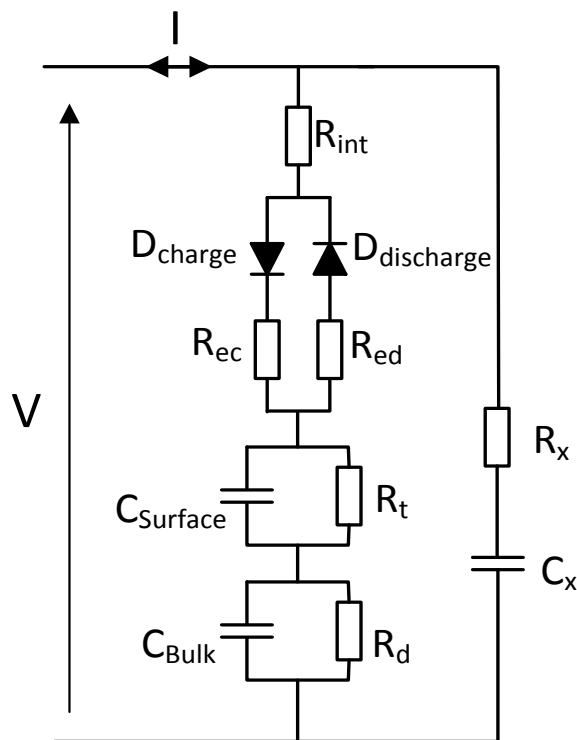 I
R_int
D_charge
D_discharge
R_ec
R_ed
V
R_x
C_Surface
R_t
C_x
C_Bulk
R_d